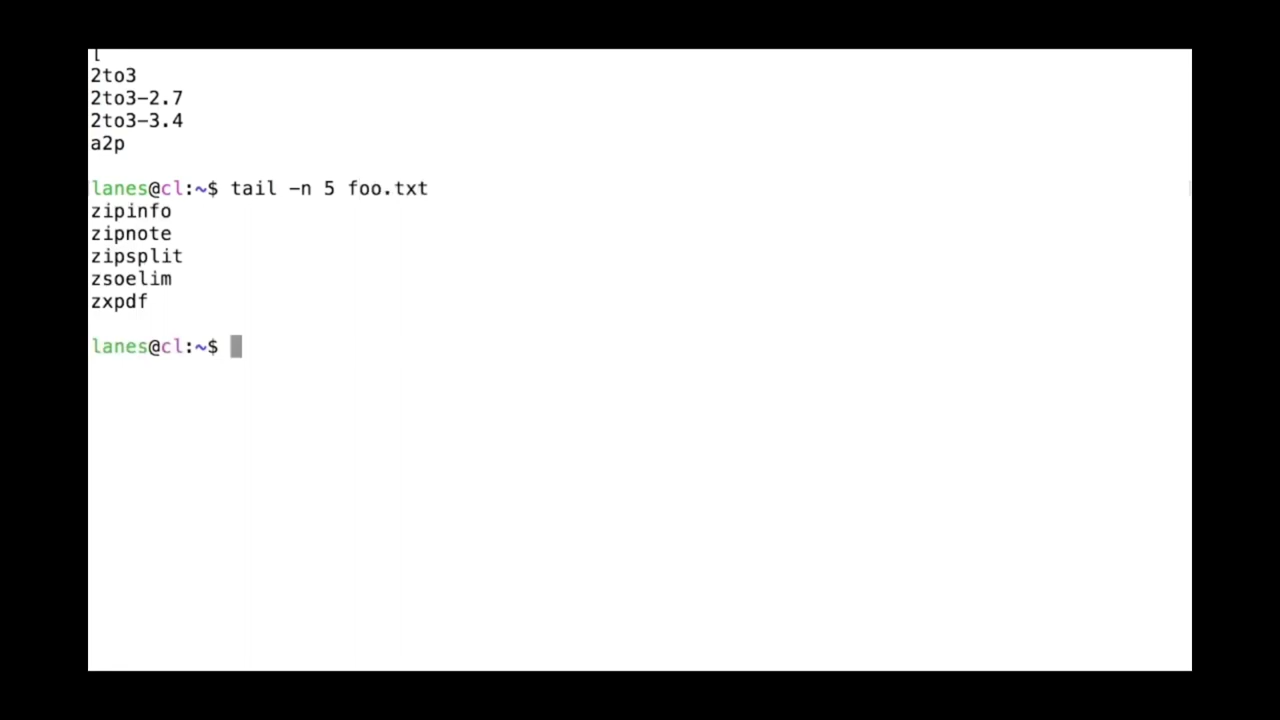 [
2to3
2to3-2.7
2to3-3.4
a2p
lanes@cl:~$ tail -n 5 foo.txt
zipinfo
zipnote
zipsplit
zsoelim
zxpdf
lanes@cl:~$